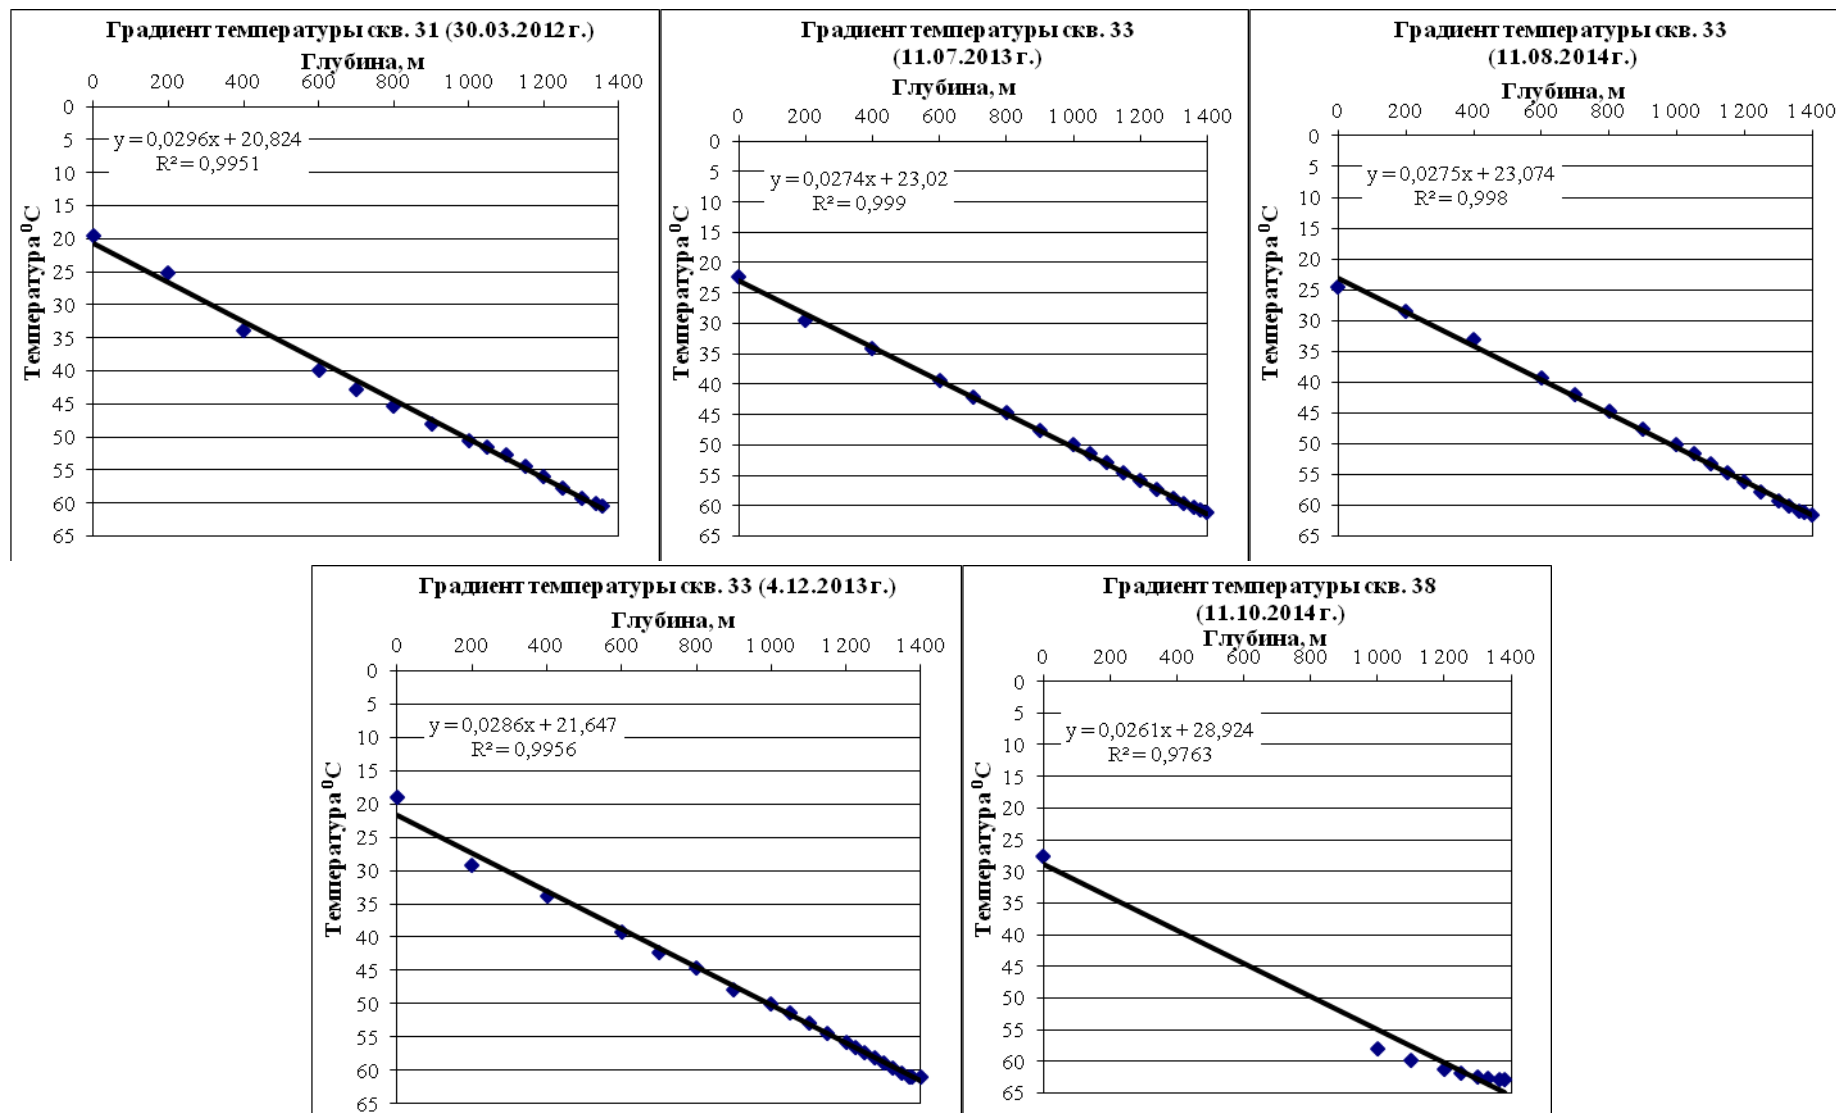 Градиент температуры скв. 31 (30.03.2012 г.)
Глубина, м
0 200 400 600 800 1 000 1 200 1 400
0
5
10
15
20
25
30
35
40
45
50
55
60
65
Температура ⁰С
y = 0,0296x + 20,824
R² = 0,9951
Градиент температуры скв. 33
(11.07.2013 г.)
Глубина, м
0 200 400 600 800 1 000 1 200 1 400
0
5
10
15
20
25
30
35
40
45
50
55
60
65
Температура ⁰С
y = 0,0274x + 23,02
R² = 0,999
Градиент температуры скв. 33
(11.08.2014 г.)
Глубина, м
0 200 400 600 800 1 000 1 200 1 400
0
5
10
15
20
25
30
35
40
45
50
55
60
65
Температура ⁰С
y = 0,0275x + 23,074
R² = 0,998
Градиент температуры скв. 33 (4.12.2013 г.)
Глубина, м
0 200 400 600 800 1 000 1 200 1 400
0
5
10
15
20
25
30
35
40
45
50
55
60
65
Температура ⁰С
y = 0,0286x + 21,647
R² = 0,9956
Градиент температуры скв. 38
(11.10.2014 г.)
Глубина, м
0 200 400 600 800 1 000 1 200 1 400
0
5
10
15
20
25
30
35
40
45
50
55
60
65
Температура ⁰С
y = 0,0261x + 28,924
R² = 0,9763